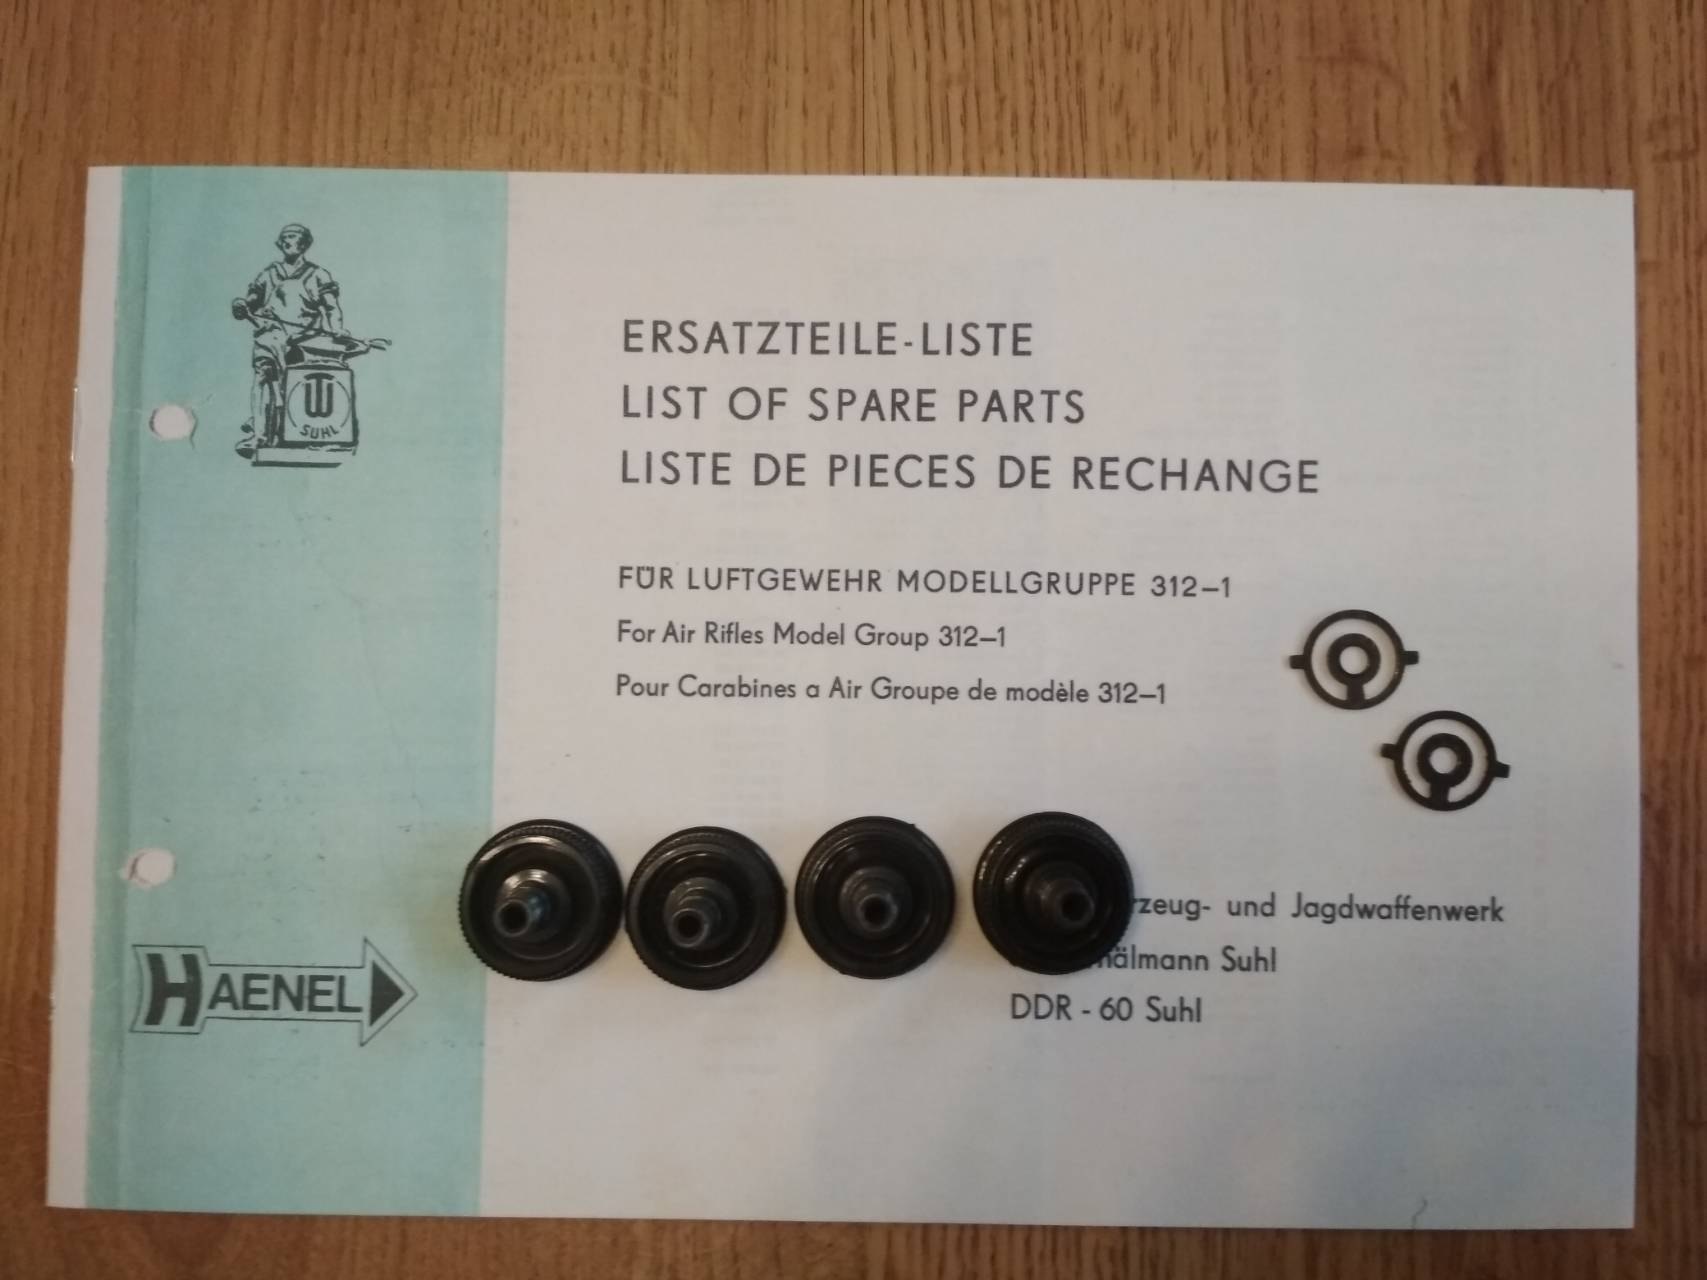 TW
SUHL
ERSATZTEILE-LISTE
LIST OF SPARE PARTS
LISTE DE PIECES DE RECHANGE
FÜR LUFTGEWEHR MODELLGRUPPE 312–1
For Air Rifles Model Group 312–1
Pour Carabines a Air Groupe de modèle 312–1
und Jagdwaffenwerk
Suhl
DDR - 60 Suhl
HAENEL